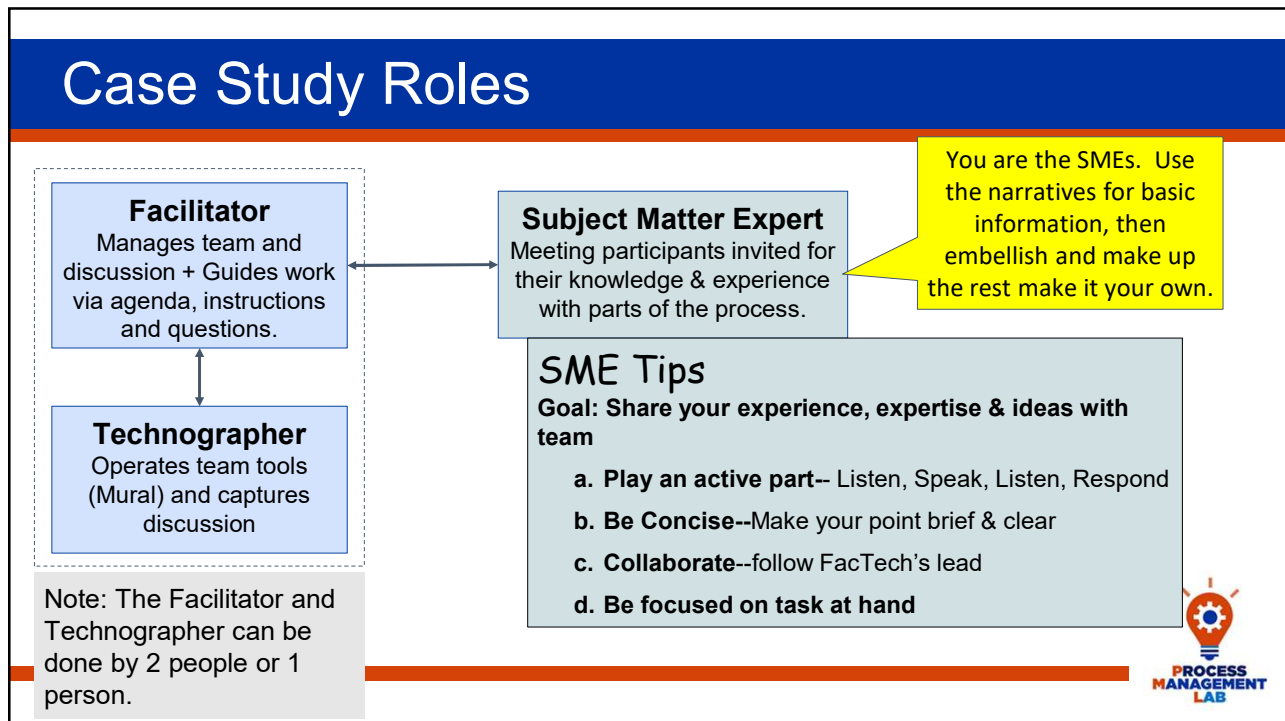 Case Study Roles
Facilitator
Manages team and
discussion + Guides work
via agenda, instructions
and questions.
Technographer
Operates team tools
(Mural) and captures
discussion
Note: The Facilitator and
Technographer can be
done by 2 people or 1
person.
Subject Matter Expert
Meeting participants invited for
their knowledge & experience
with parts of the process.
You are the SMEs.  Use
the narratives for basic
information, then
embellish and make up
the rest make it your own.
SME Tips
Goal: Share your experience, expertise & ideas with
team
a. Play an active part-- Listen, Speak, Listen, Respond
b. Be Concise--Make your point brief & clear
c. Collaborate--follow FacTech's lead
d. Be focused on task at hand
PROCESS
MANAGEMENT
LAB